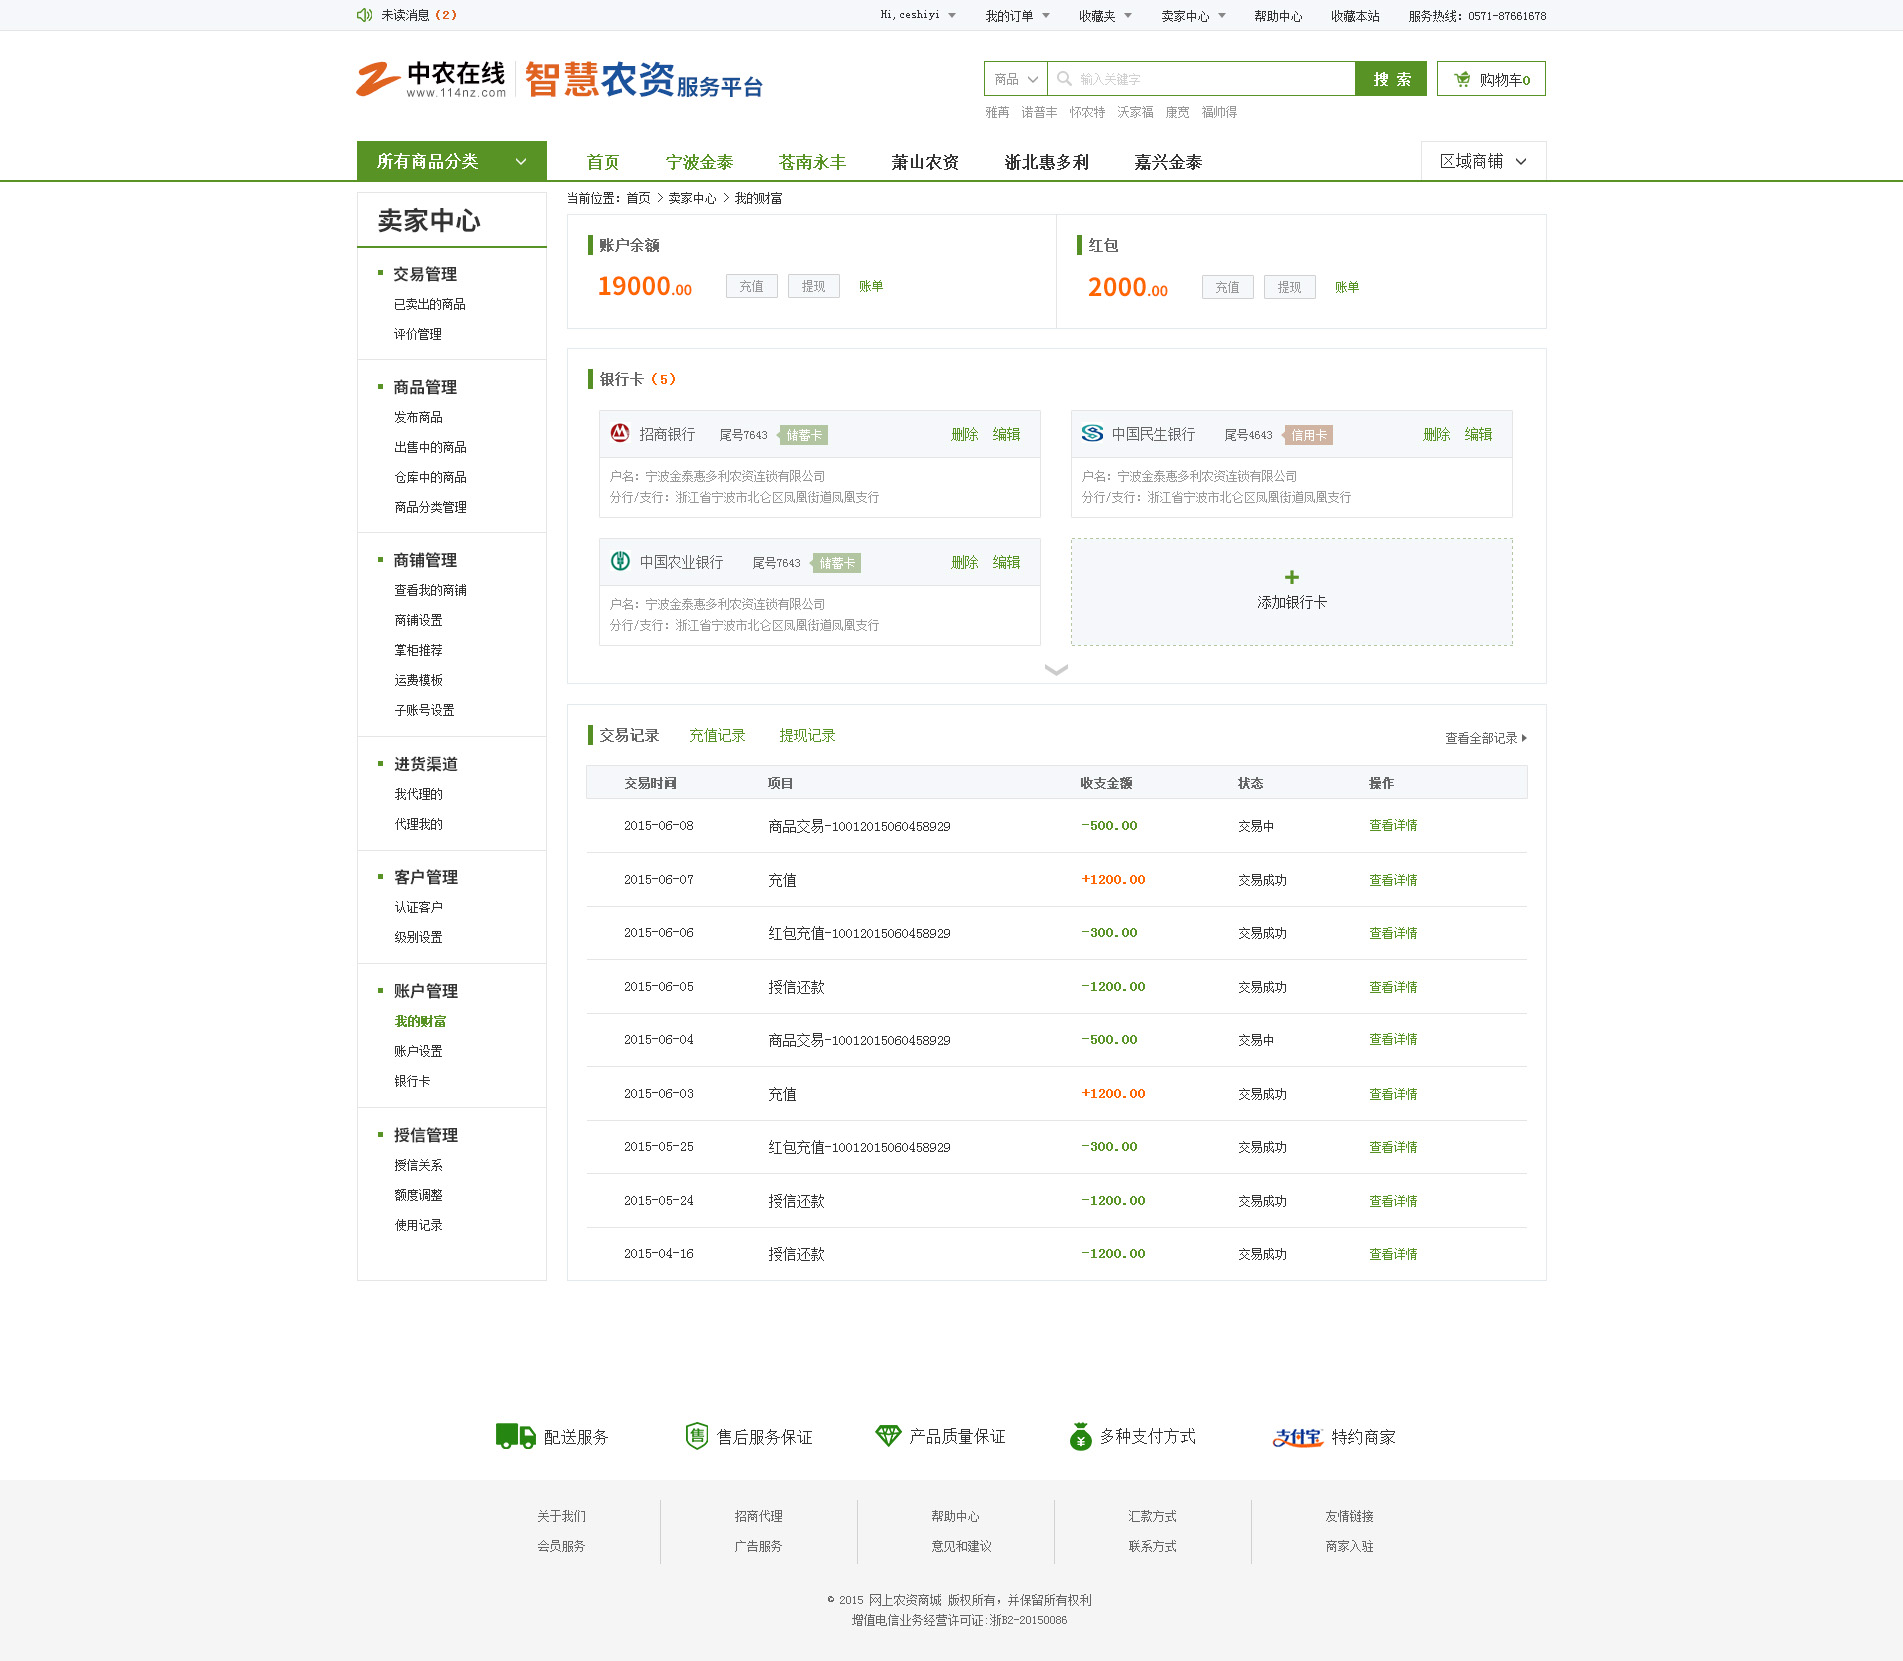 未读消息（2）
Hi,ceshiyi 我的订单 收藏夹 卖家中心 帮助中心 收藏本站 服务热线：0571-87661678
中农在线 www.114nz.com 智慧农资服务平台
商品 输入关键字 搜 索 购物车0
雅苒 诺普丰 怀农特 沃家福 康宽 福帅得
所有商品分类 首页 宁波金泰 苍南永丰 萧山农资 浙北惠多利 嘉兴金泰 区域商铺
当前位置：首页 > 卖家中心 > 我的财富
卖家中心
交易管理
已卖出的商品
评价管理
商品管理
发布商品
出售中的商品
仓库中的商品
商品分类管理
商铺管理
查看我的商铺
商铺设置
掌柜推荐
运费模板
子账号设置
进货渠道
我代理的
代理我的
客户管理
认证客户
级别设置
账户管理
我的财富
账户设置
银行卡
授信管理
授信关系
额度调整
使用记录
账户余额
19000.00 充值 提现 账单
红包
2000.00 充值 提现 账单
银行卡（5）
招商银行 尾号7643 储蓄卡 删除 编辑
户名：宁波金泰惠多利农资连锁有限公司
分行/支行：浙江省宁波市北仑区凤凰街道凤凰支行
中国民生银行 尾号4643 信用卡 删除 编辑
户名：宁波金泰惠多利农资连锁有限公司
分行/支行：浙江省宁波市北仑区凤凰街道凤凰支行
中国农业银行 尾号7643 储蓄卡 删除 编辑
户名：宁波金泰惠多利农资连锁有限公司
分行/支行：浙江省宁波市北仑区凤凰街道凤凰支行
+
添加银行卡
交易记录 充值记录 提现记录 查看全部记录
交易时间 项目 收支金额 状态 操作
2015-06-08 商品交易-10012015060458929 -500.00 交易中 查看详情
2015-06-07 充值 +1200.00 交易成功 查看详情
2015-06-06 红包充值-10012015060458929 -300.00 交易成功 查看详情
2015-06-05 授信还款 -1200.00 交易成功 查看详情
2015-06-04 商品交易-10012015060458929 -500.00 交易中 查看详情
2015-06-03 充值 +1200.00 交易成功 查看详情
2015-05-25 红包充值-10012015060458929 -300.00 交易成功 查看详情
2015-05-24 授信还款 -1200.00 交易成功 查看详情
2015-04-16 授信还款 -1200.00 交易成功 查看详情
配送服务 售 售后服务保证 产品质量保证 ¥ 多种支付方式 支付宝 特约商家
关于我们 招商代理 帮助中心 汇款方式 友情链接
会员服务 广告服务 意见和建议 联系方式 商家入驻
© 2015 网上农资商城 版权所有，并保留所有权利
增值电信业务经营许可证:浙B2-20150086